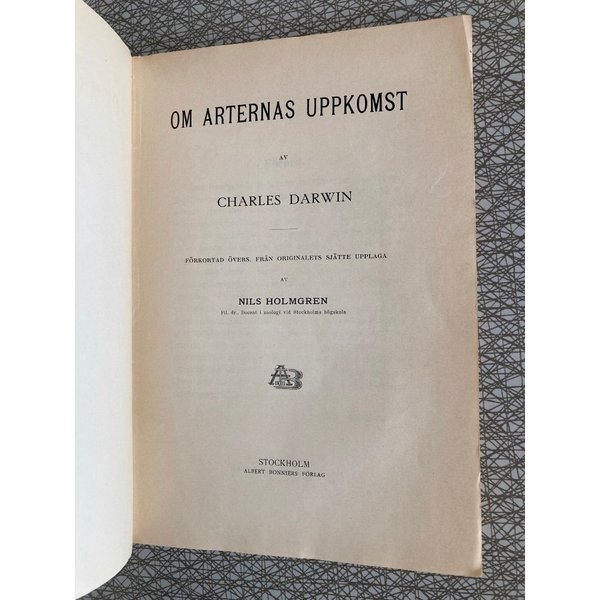 OM ARTERNAS UPPKOMST
AV
CHARLES DARWIN
FÖRKORTAD ÖVERS. FRÅN ORIGINALETS SJÄTTE UPPLAGA
AV
NILS HOLMGREN
Fil. dr., Docent i zoologi vid Stockholms högskola
AB
STOCKHOLM
ALBERT BONNIERS FÖRLAG